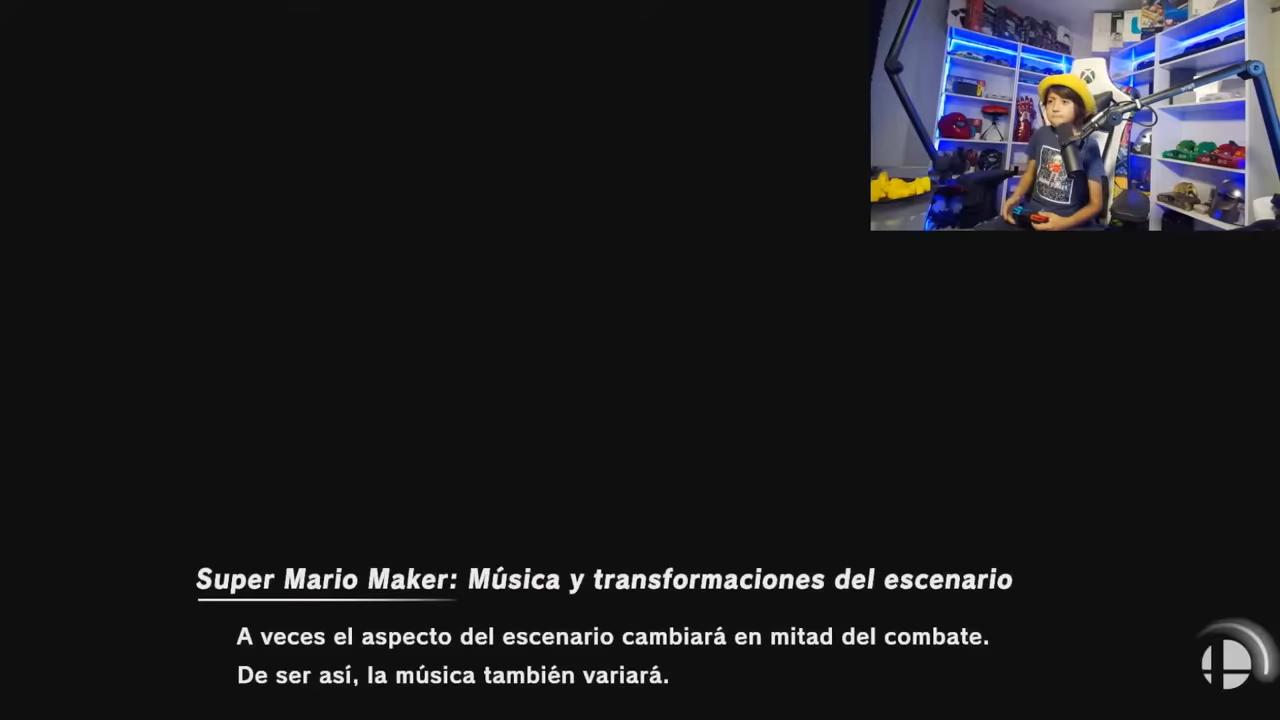 Super Mario Maker: Música y transformaciones del escenario
A veces el aspecto del escenario cambiará en mitad del combate.
De ser así, la música también variará.